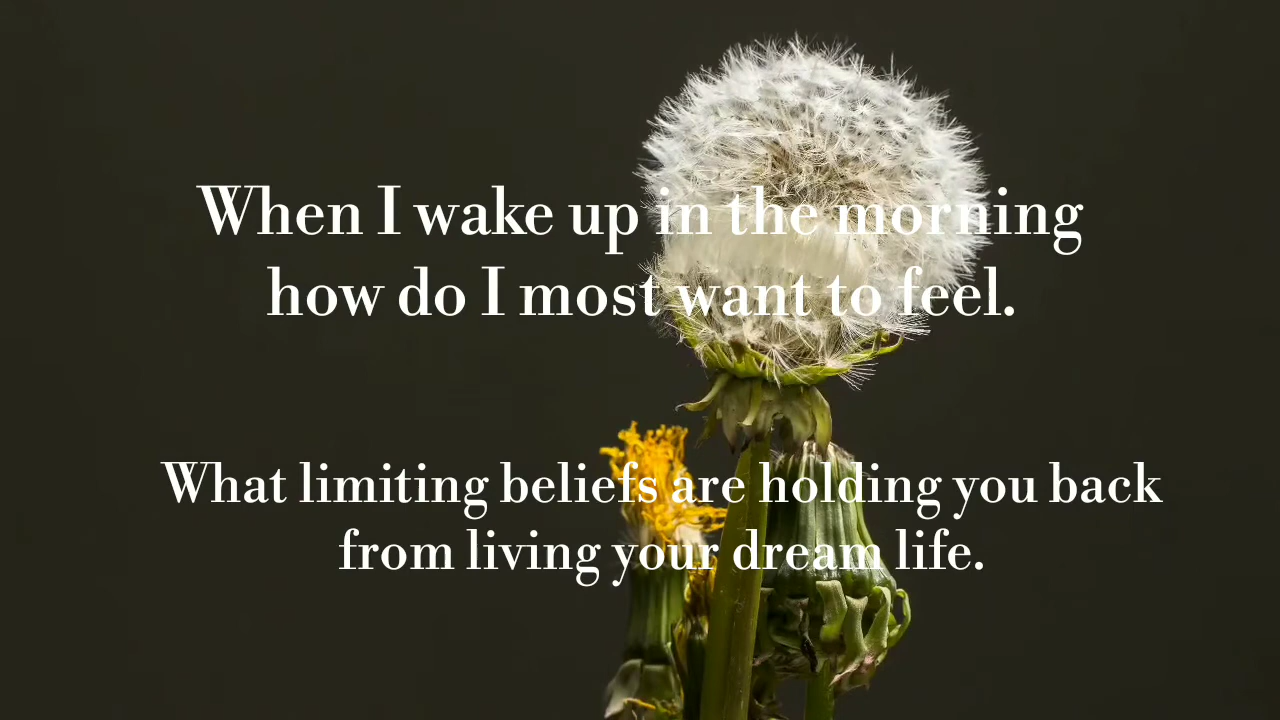 When I wake up in the morning
how do I most want to feel.
What limiting beliefs are holding you back
from living your dream life.